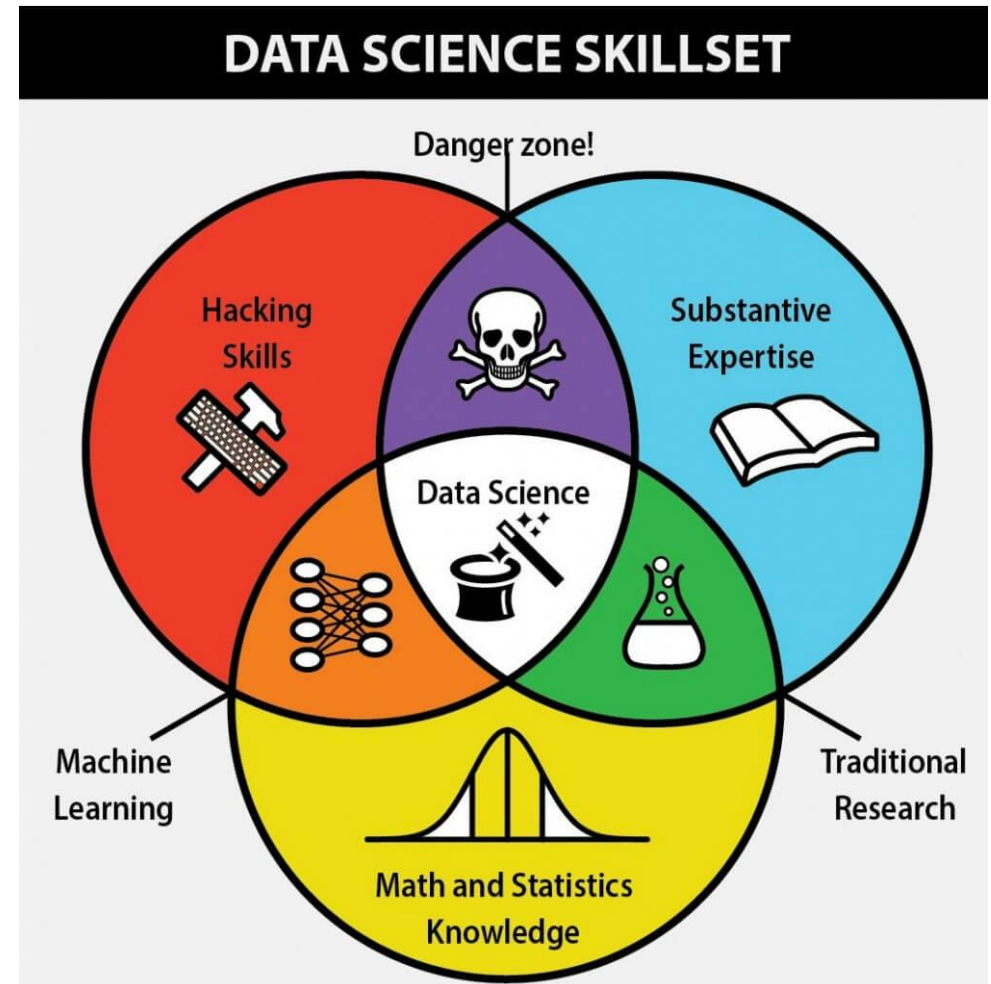 DATA SCIENCE SKILLSET
Danger zone!
Hacking
Skills
Substantive
Expertise
Data Science
Machine
Learning
Traditional
Research
Math and Statistics
Knowledge